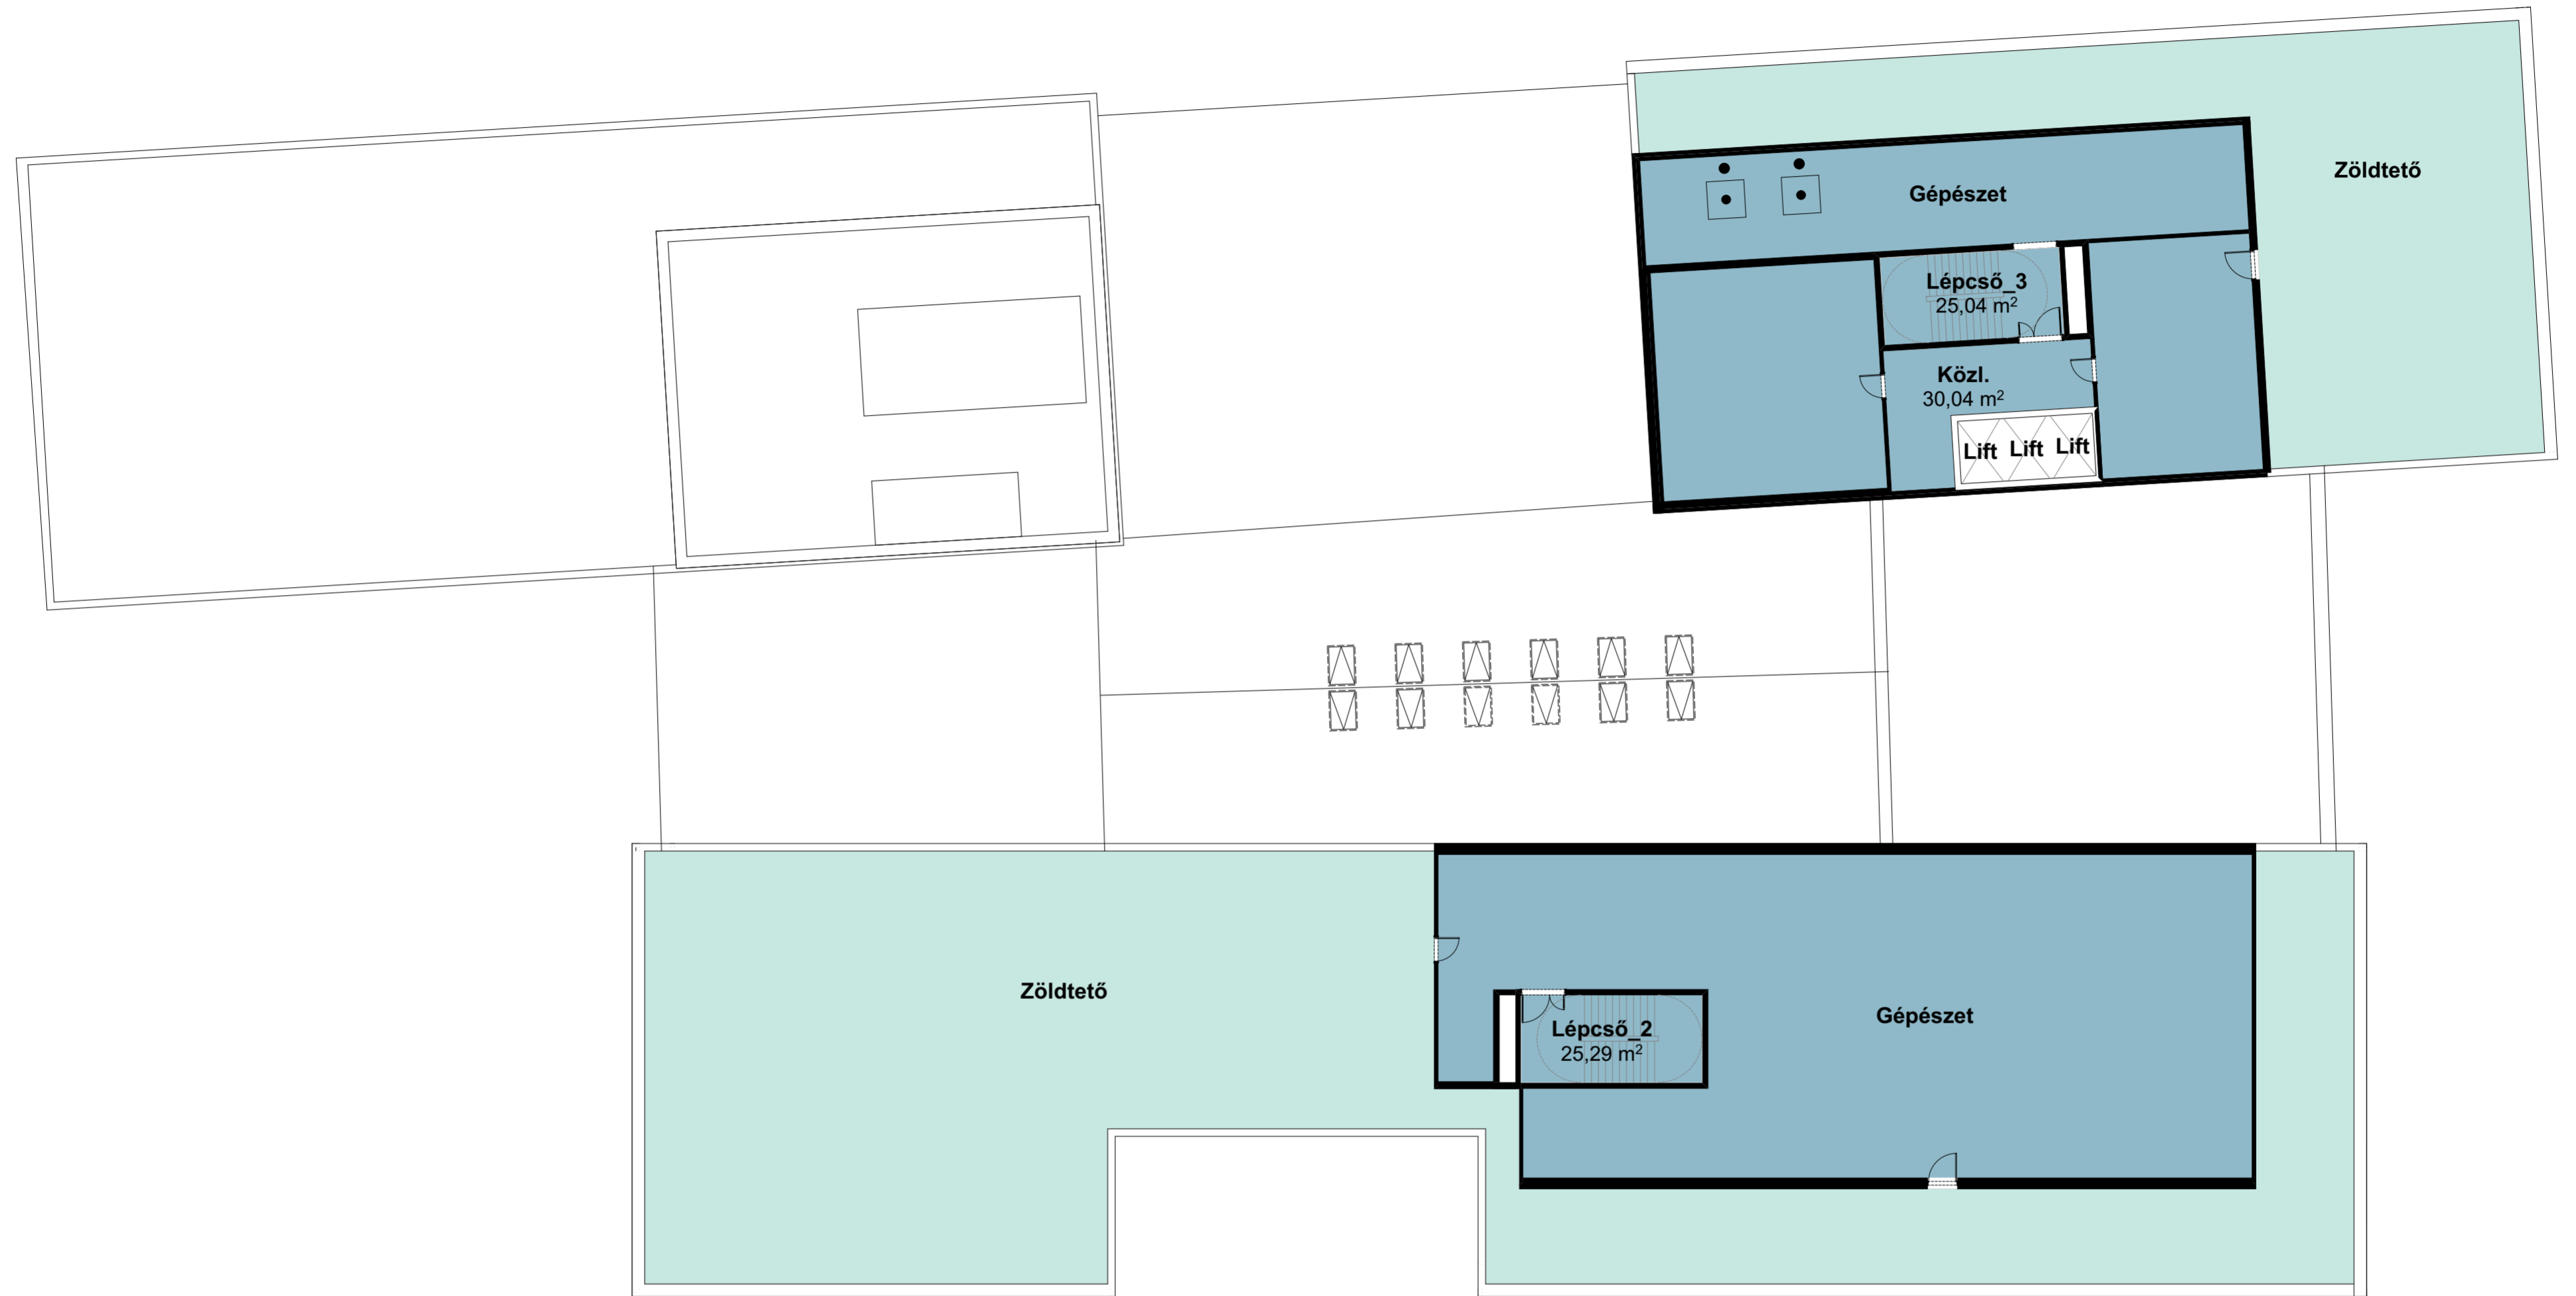 Zöldtető
Gépészet
Lépcső_3
25,04 m²
Közl.
30,04 m²
Lift Lift Lift
Zöldtető
Gépészet
Lépcső_2
25,29 m²